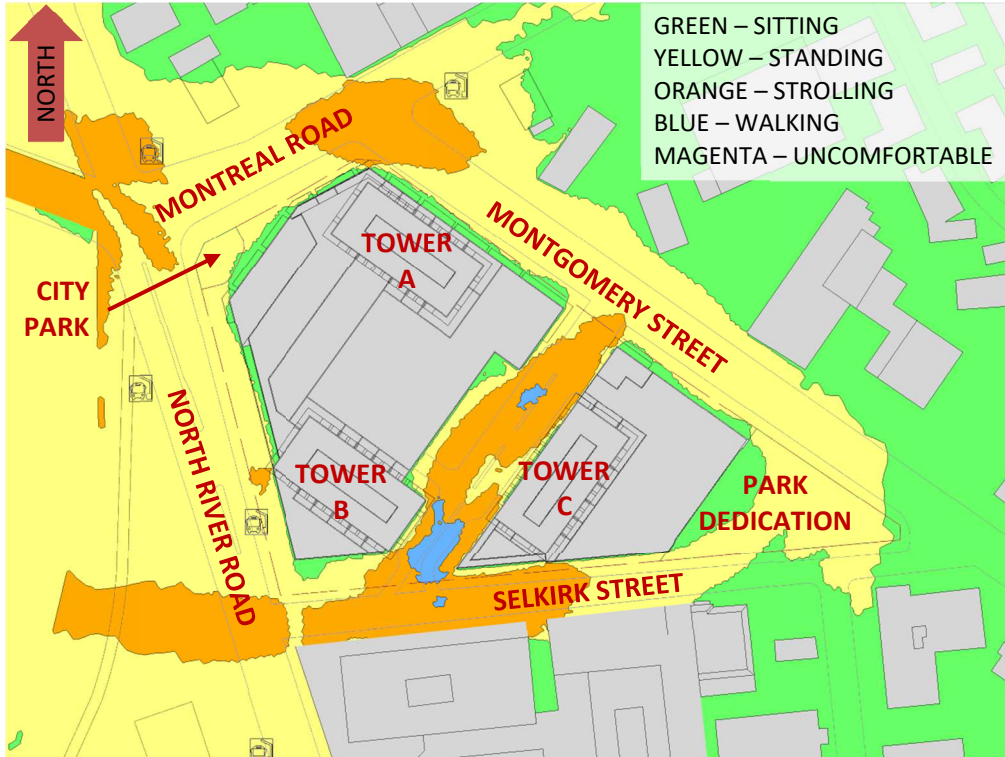 NORTH
GREEN – SITTING
YELLOW – STANDING
ORANGE – STROLLING
BLUE – WALKING
MAGENTA – UNCOMFORTABLE
MONTREAL ROAD
TOWER
A
MONTGOMERY STREET
CITY
PARK
NORTH RIVER ROAD
TOWER
B
TOWER
C
PARK
DEDICATION
SELKIRK STREET